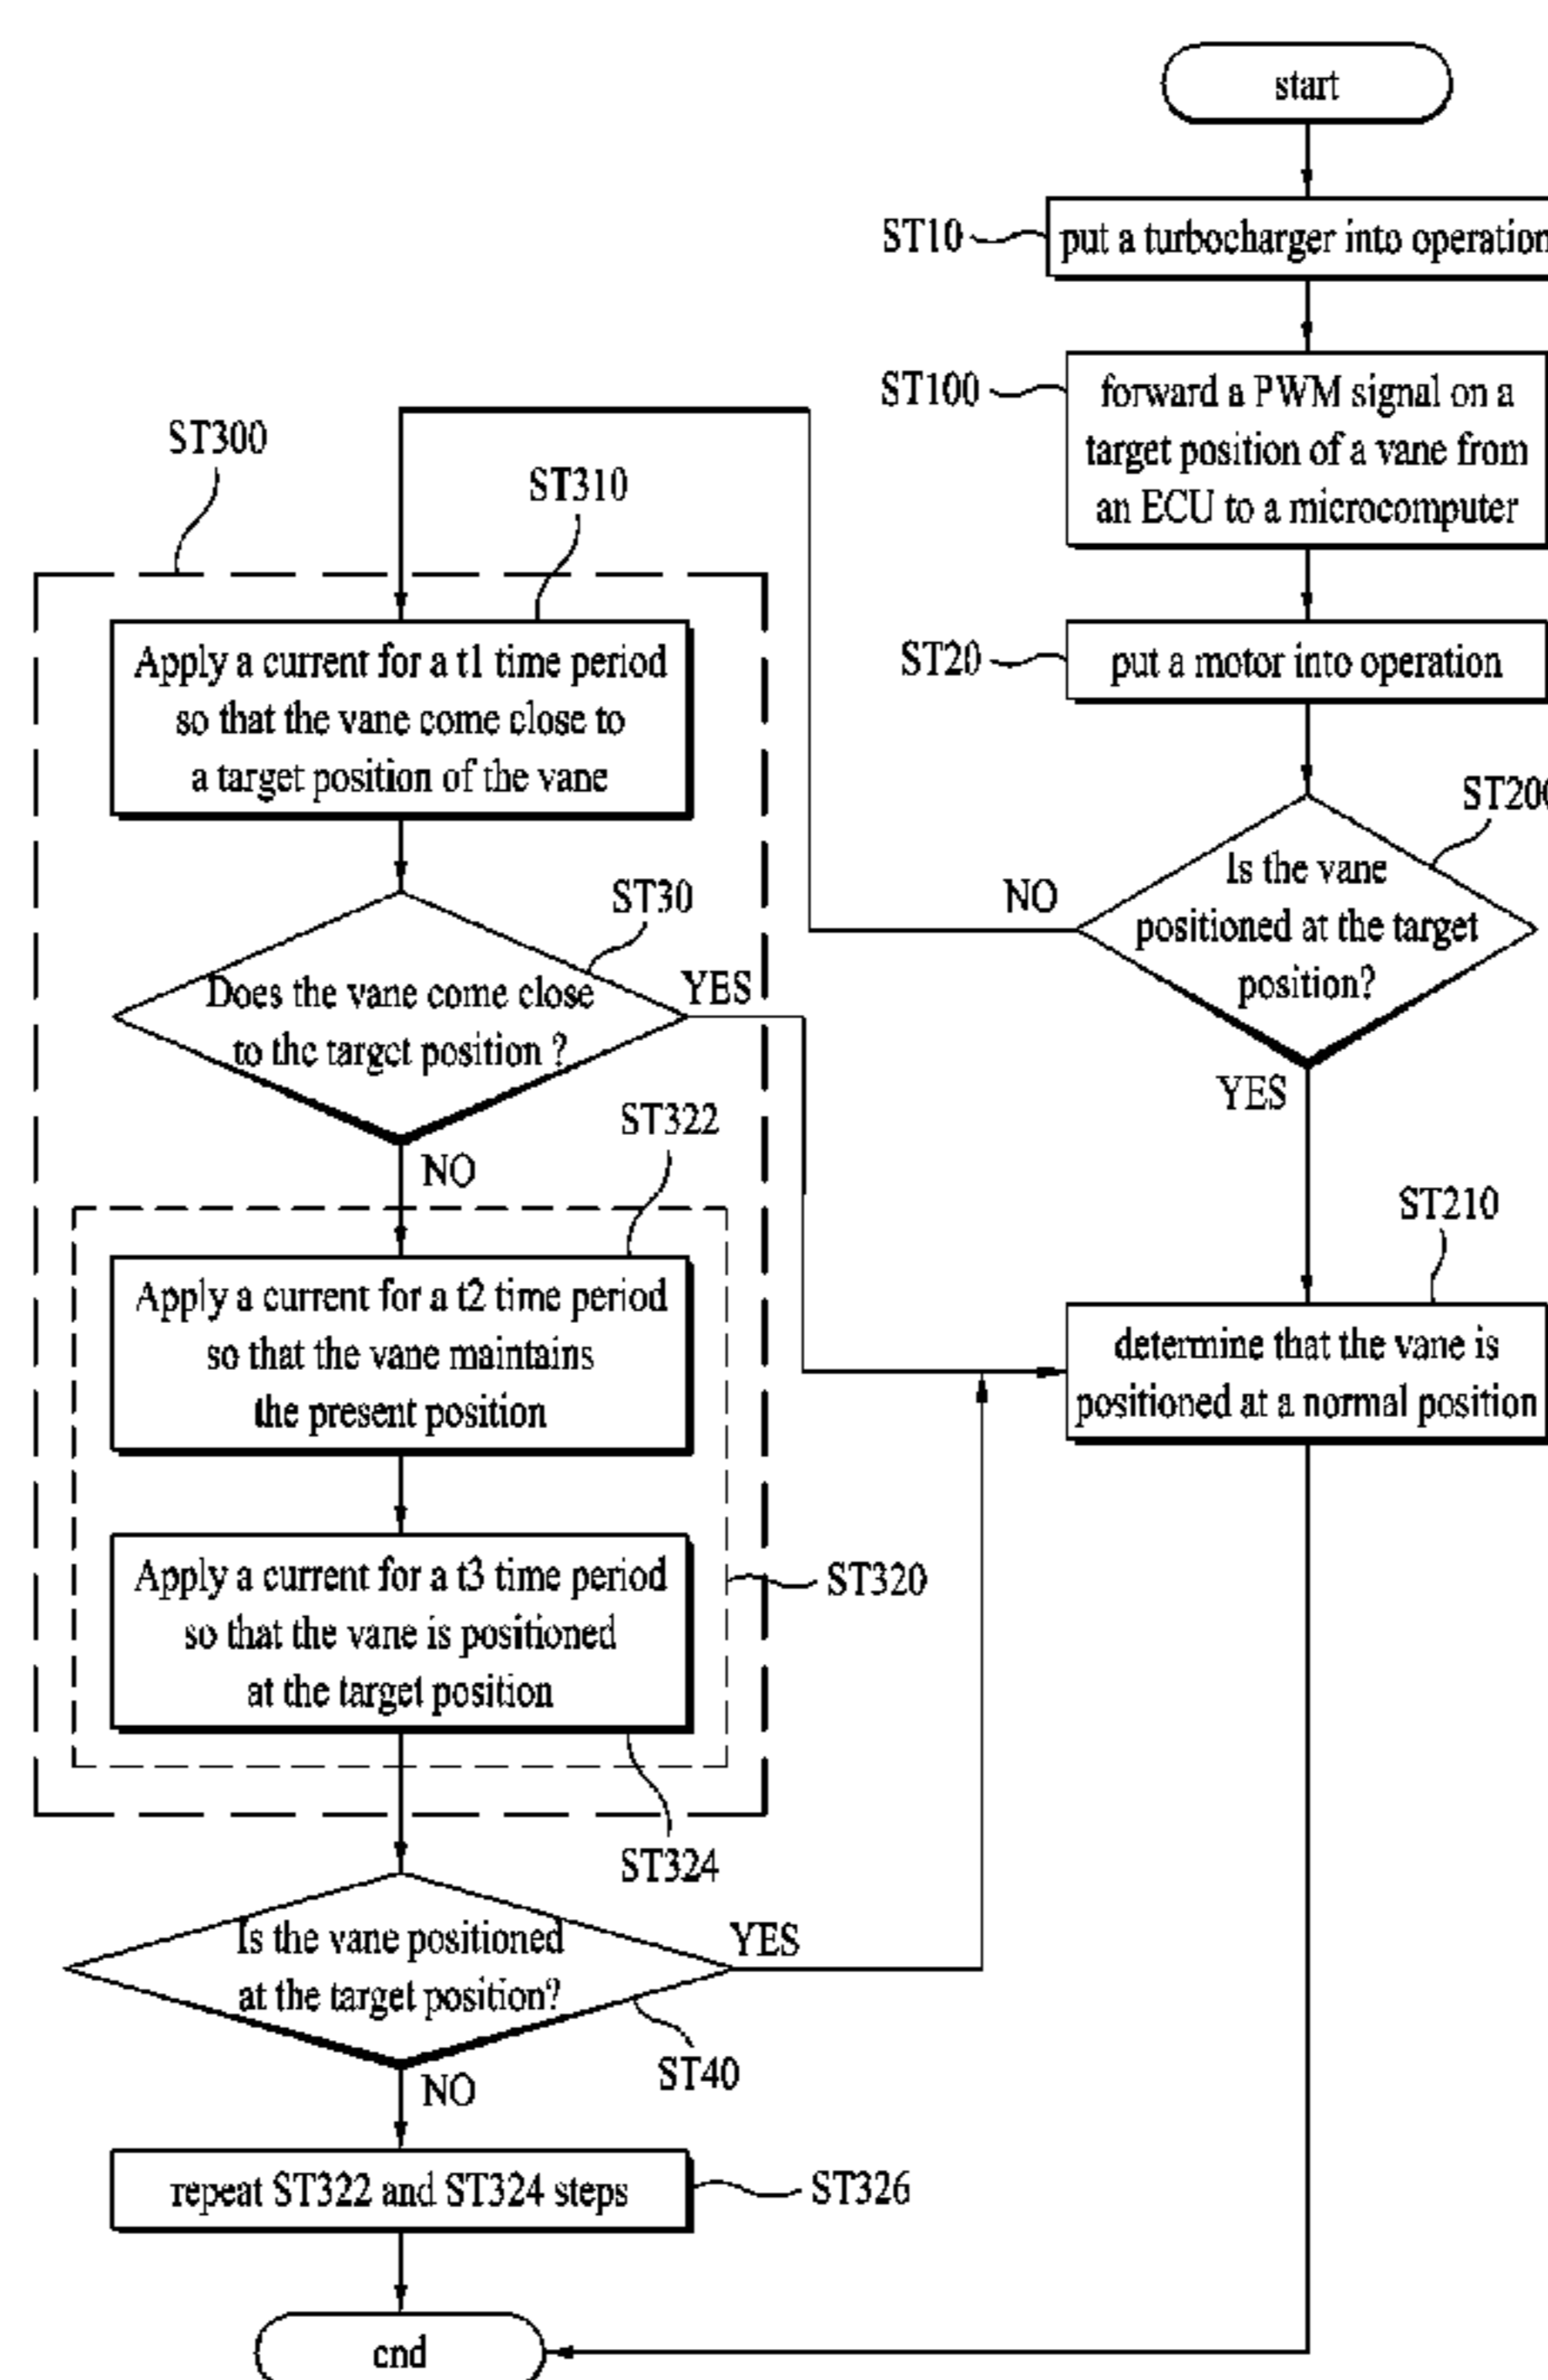 start
ST10
put a turbocharger into operation
ST100
forward a PWM signal on a
target position of a vane from
an ECU to a microcomputer
ST20
put a motor into operation
ST200
Is the vane
positioned at the target
position?
NO
YES
ST210
determine that the vane is
positioned at a normal position
ST300
ST310
Apply a current for a t1 time period
so that the vane come close to
a target position of the vane
ST30
Does the vane come close
to the target position ?
YES
NO
ST322
Apply a current for a t2 time period
so that the vane maintains
the present position
Apply a current for a t3 time period
so that the vane is positioned
at the target position
ST320
ST324
Is the vane positioned
at the target position?
YES
ST40
NO
repeat ST322 and ST324 steps
ST326
end